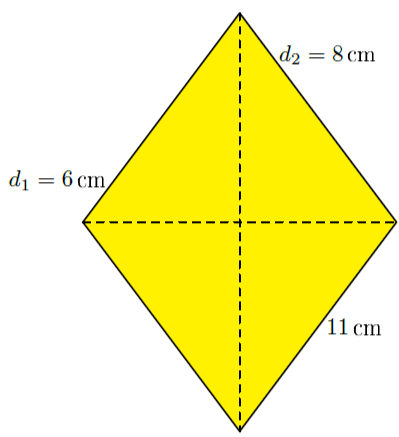 d₂ = 8 cm
d₁ = 6 cm
11 cm